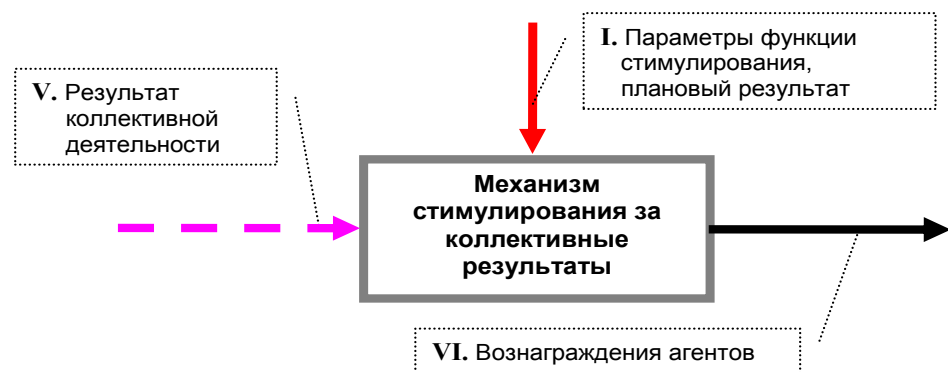 I. Параметры функции
стимулирования,
плановый результат
V. Результат
коллективной
деятельности
Механизм
стимулирования за
коллективные
результаты
VI. Вознаграждения агентов